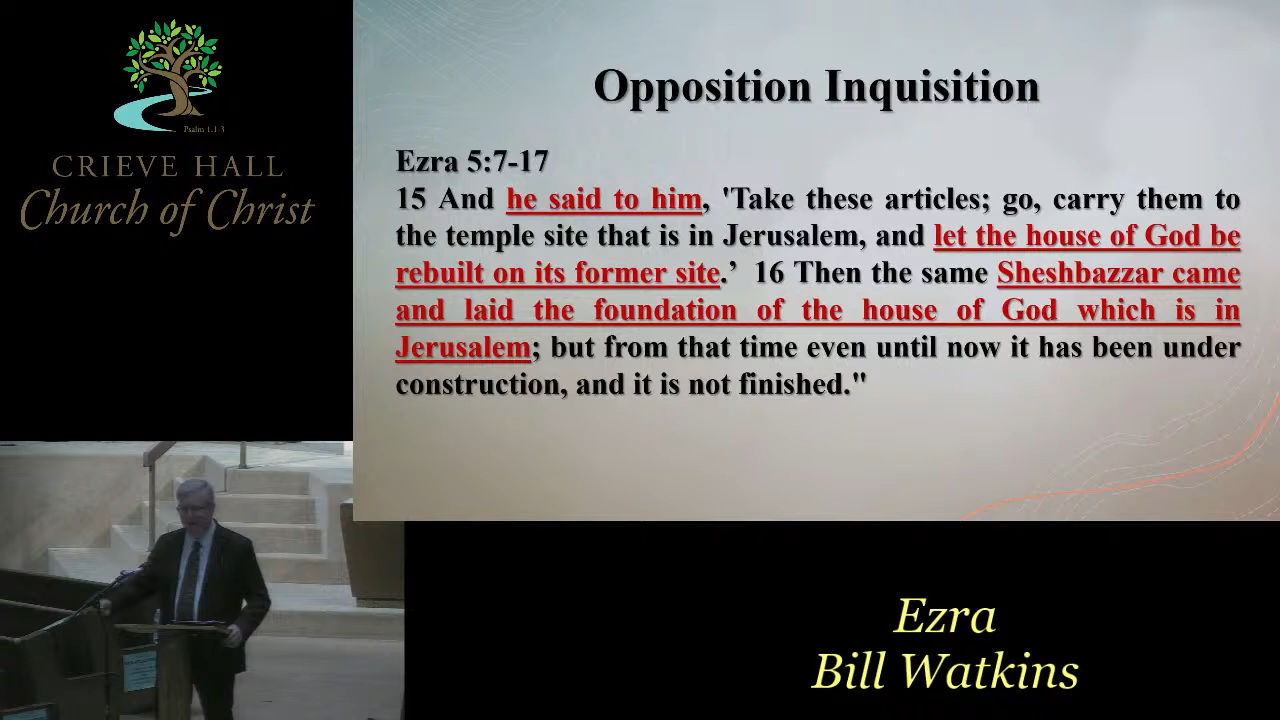 Psalm 1:1-3
CRIEVE HALL
Church of Christ
Opposition Inquisition
Ezra 5:7-17
15 And he said to him, 'Take these articles; go, carry them to
the temple site that is in Jerusalem, and let the house of God be
rebuilt on its former site.’ 16 Then the same Sheshbazzar came
and laid the foundation of the house of God which is in
Jerusalem; but from that time even until now it has been under
construction, and it is not finished."
Ezra
Bill Watkins